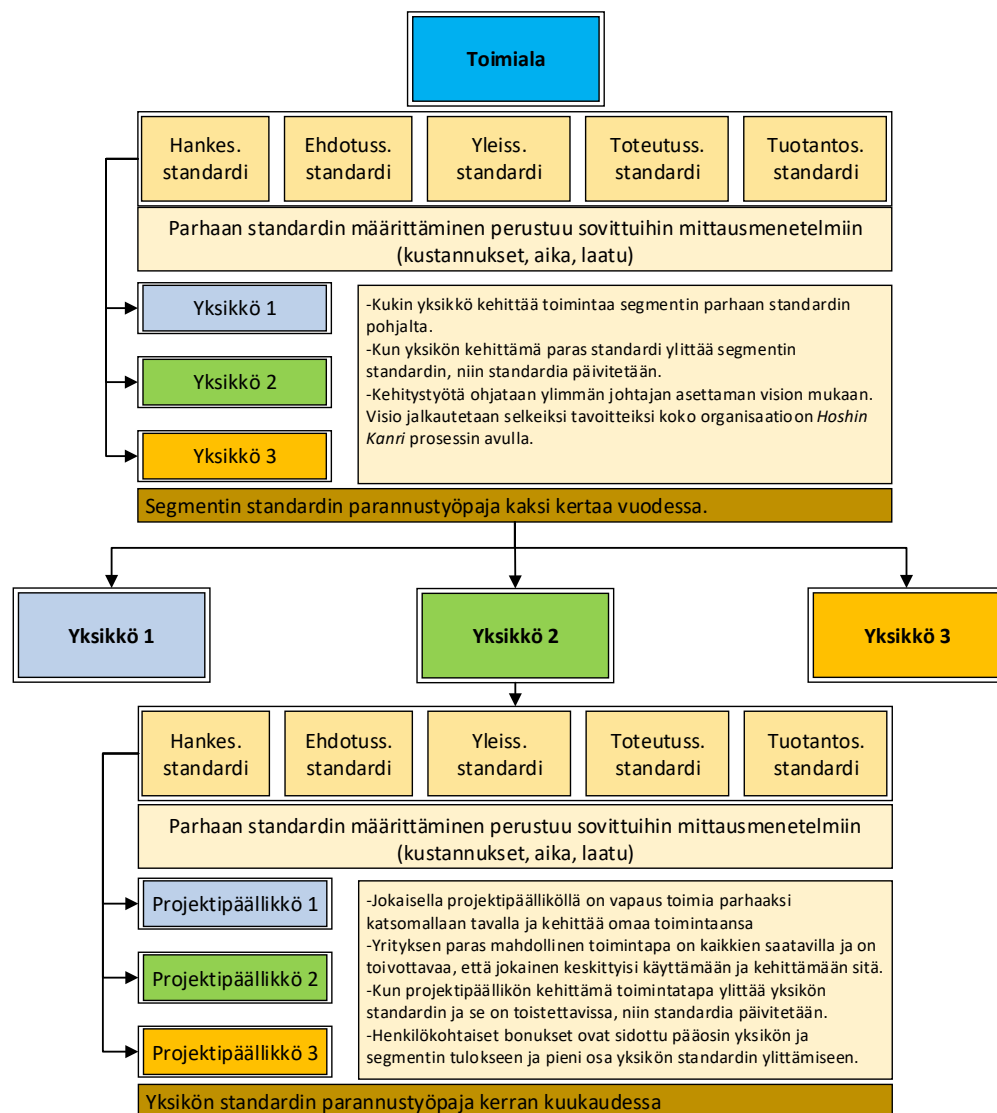 Toimiala
Hankes.
standardi
Ehdotuss.
standardi
Yleiss.
standardi
Toteutuss.
standardi
Tuotantos.
standardi
Parhaan standardin määrittäminen perustuu sovittuihin mittausmenetelmiin
(kustannukset, aika, laatu)
Yksikkö 1
Yksikkö 2
Yksikkö 3
-Kukin yksikkö kehittää toimintaa segmentin parhaan standardin
pohjalta.
-Kun yksikön kehittämä paras standardi ylittää segmentin
standardin, niin standardia päivitetään.
-Kehitystyötä ohjataan ylimmän johtajan asettaman vision mukaan.
Visio jalkautetaan selkeiksi tavoitteiksi koko organisaatioon Hoshin
Kanri prosessin avulla.
Segmentin standardin parannustyöpaja kaksi kertaa vuodessa.
Yksikkö 1
Yksikkö 2
Yksikkö 3
Hankes.
standardi
Ehdotuss.
standardi
Yleiss.
standardi
Toteutuss.
standardi
Tuotantos.
standardi
Parhaan standardin määrittäminen perustuu sovittuihin mittausmenetelmiin
(kustannukset, aika, laatu)
Projektipäällikkö 1
Projektipäällikkö 2
Projektipäällikkö 3
-Jokaisella projektipäälliköllä on vapaus toimia parhaaksi
katsomallaan tavalla ja kehittää omaa toimintaansa
-Yrityksen paras mahdollinen toimintapa on kaikkien saatavilla ja on
toivottavaa, että jokainen keskittyisi käyttämään ja kehittämään sitä.
-Kun projektipäällikön kehittämä toimintatapa ylittää yksikön
standardin ja se on toistettavissa, niin standardia päivitetään.
-Henkilökohtaiset bonukset ovat sidottu pääosin yksikön ja
segmentin tulokseen ja pieni osa yksikön standardin ylittämiseen.
Yksikön standardin parannustyöpaja kerran kuukaudessa